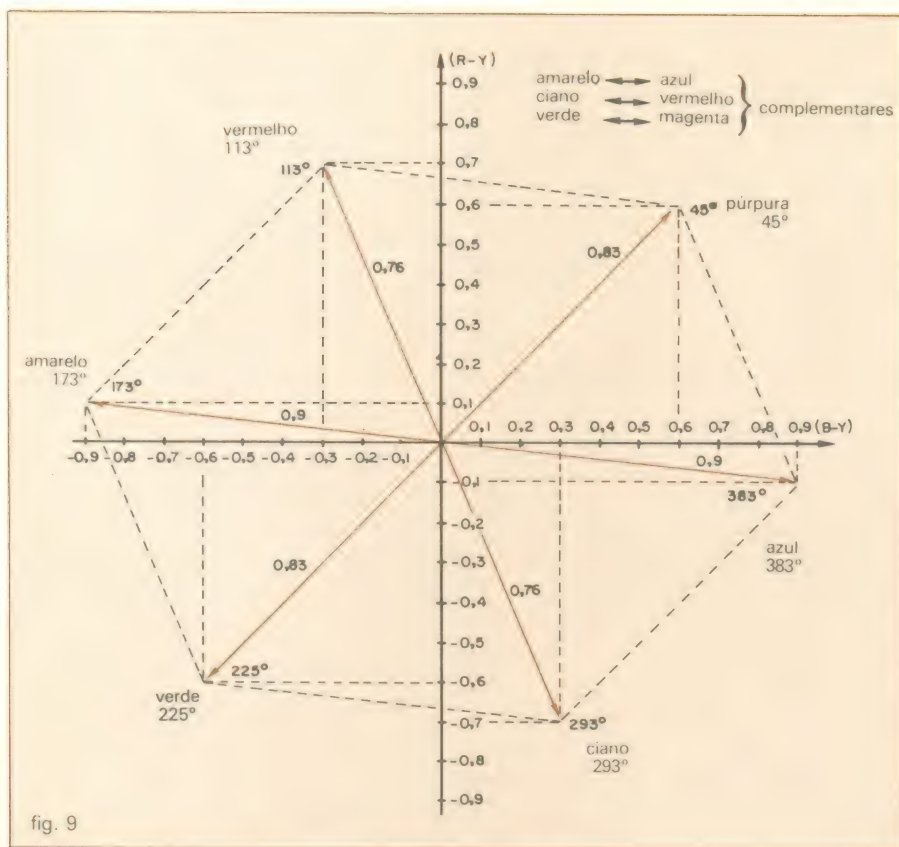 (R-Y)
0,9
0,8
0,7
0,6
0,5
0,4
0,3
0,2
0,1
amarelo azul
ciano vermelho
verde magenta
complementares
vermelho
113°
113°
púrpura
45°
45°
0,76
0,83
amarelo
173°
173°
0,9
-0,9 -0,8 -0,7 -0,6 -0,5 -0,4 -0,3 -0,2 -0,1
0,1 0,2 0,3 0,4 0,5 0,6 0,7 0,8 0,9 (B-Y)
0,9
383°
azul
383°
-0,1
-0,2
-0,3
-0,4
-0,5
-0,6
-0,7
-0,8
-0,9
0,83
0,76
225°
verde
225°
293°
ciano
293°
fig. 9